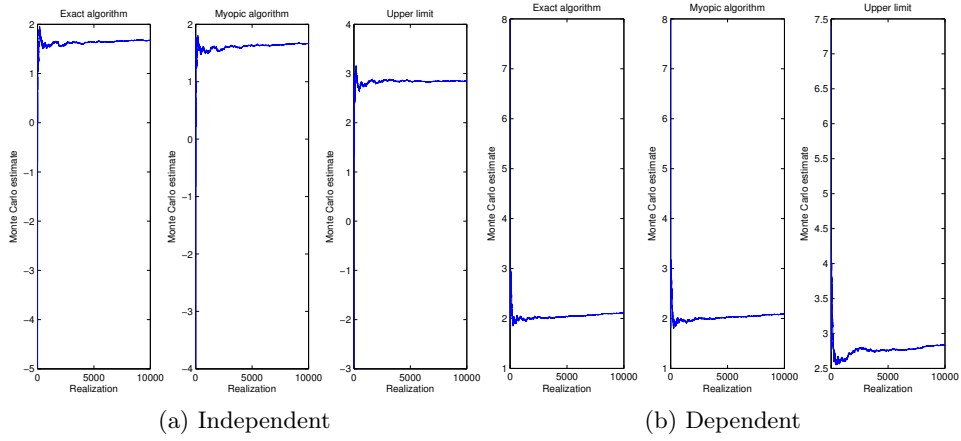 Exact algorithm
Monte Carlo estimate
2
1
0
−1
−2
−3
−4
−5
0 5000 10000
Realization
Myopic algorithm
Monte Carlo estimate
2
1
0
−1
−2
−3
−4
0 5000 10000
Realization
Upper limit
Monte Carlo estimate
4
3
2
1
0
−1
−2
−3
0 5000 10000
Realization
(a) Independent
Exact algorithm
Monte Carlo estimate
8
7
6
5
4
3
2
1
0 5000 10000
Realization
Myopic algorithm
Monte Carlo estimate
8
7
6
5
4
3
2
1
0 5000 10000
Realization
Upper limit
Monte Carlo estimate
7.5
7
6.5
6
5.5
5
4.5
4
3.5
3
2.5
0 5000 10000
Realization
(b) Dependent